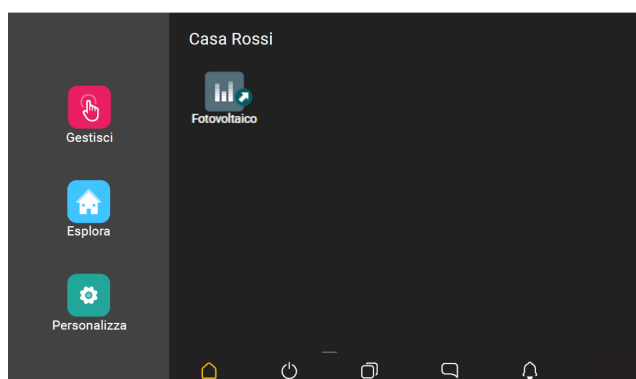 Casa Rossi
Gestisci
Fotovoltaico
Esplora
Personalizza